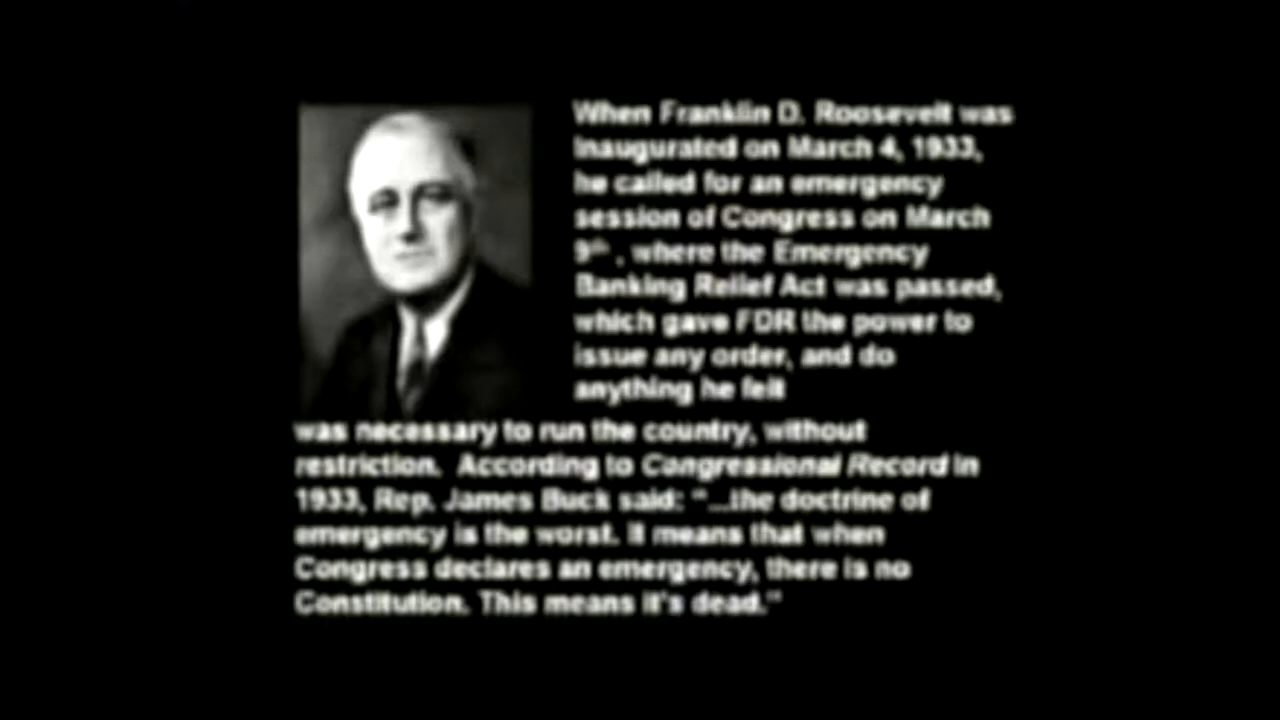 When Franklin D. Roosevelt was
inaugurated on March 4, 1933,
he called for an emergency
session of Congress on March
9th , where the Emergency
Banking Relief Act was passed,
which gave FDR the power to
issue any order, and do
anything he felt
was necessary to run the country, without
restriction.  According to Congressional Record in
1933, Rep. James Buck said: "...the doctrine of
emergency is the worst. It means that when
Congress declares an emergency, there is no
Constitution. This means it's dead."